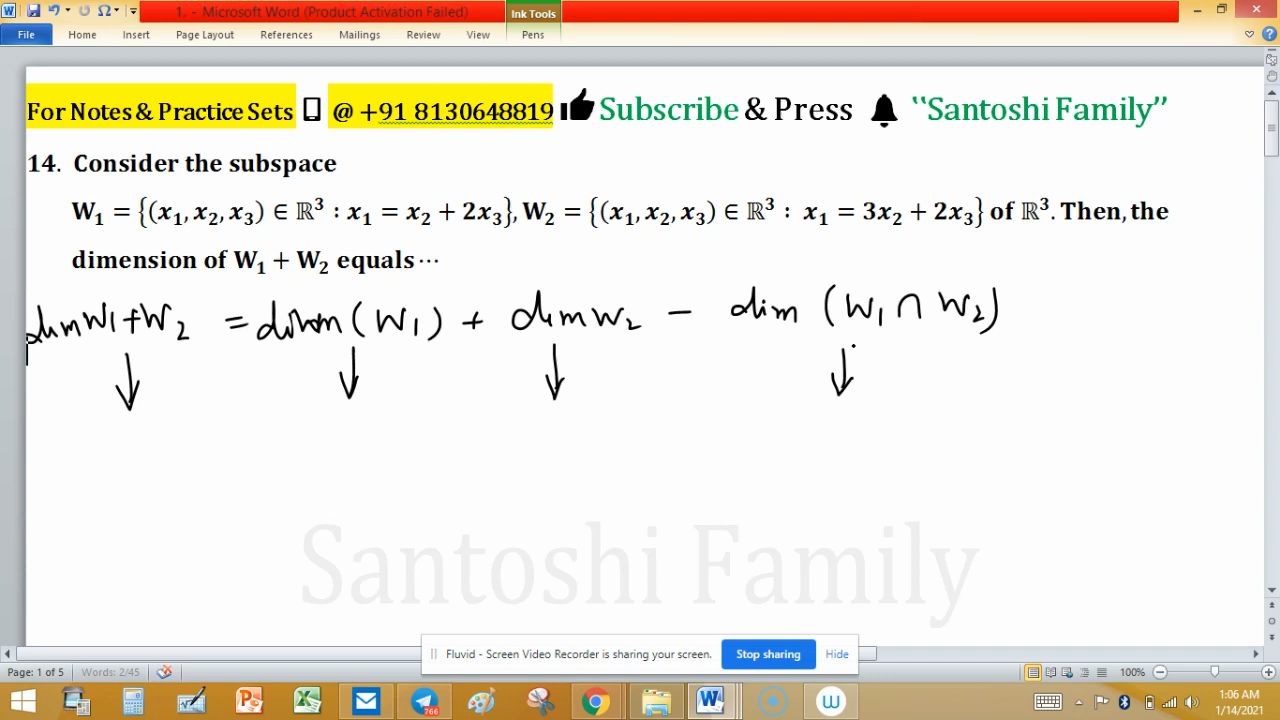 1. - Microsoft Word (Product Activation Failed)
Ink Tools
File Home Insert Page Layout References Mailings Review View Pens
For Notes & Practice Sets @ +91 8130648819 Subscribe & Press "Santoshi Family"
14. Consider the subspace
W₁ = {(x₁, x₂, x₃) ∈ ℝ³ : x₁ = x₂ + 2x₃}, W₂ = {(x₁, x₂, x₃) ∈ ℝ³ : x₁ = 3x₂ + 2x₃} of ℝ³. Then, the
dimension of W₁ + W₂ equals ⋯
dim W₁ + W₂ = dim (W₁) + dim W₂ − dim (W₁ ∩ W₂)
Santoshi Family
Fluvid - Screen Video Recorder is sharing your screen. Stop sharing Hide
Page: 1 of 5 Words: 2/45 100%
766
W
1:06 AM
1/14/2021